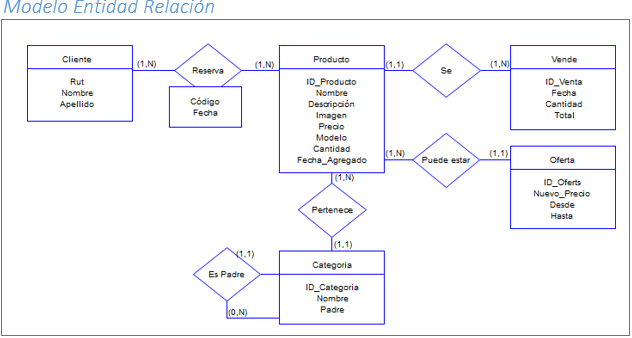 Modelo Entidad Relación
Cliente
Rut
Nombre
Apellido
(1,N)
Reserva
(1,N)
Código
Fecha
Producto
ID_Producto
Nombre
Descripción
Imagen
Precio
Modelo
Cantidad
Fecha_Agregado
(1,1)
Se
(1,N)
Vende
ID_Venta
Fecha
Cantidad
Total
(1,N)
Puede estar
(1,1)
Oferta
ID_Oferts
Nuevo_Precio
Desde
Hasta
(1,N)
Pertenece
(1,1)
Categoria
ID_Categoria
Nombre
Padre
(1,1)
Es Padre
(0,N)